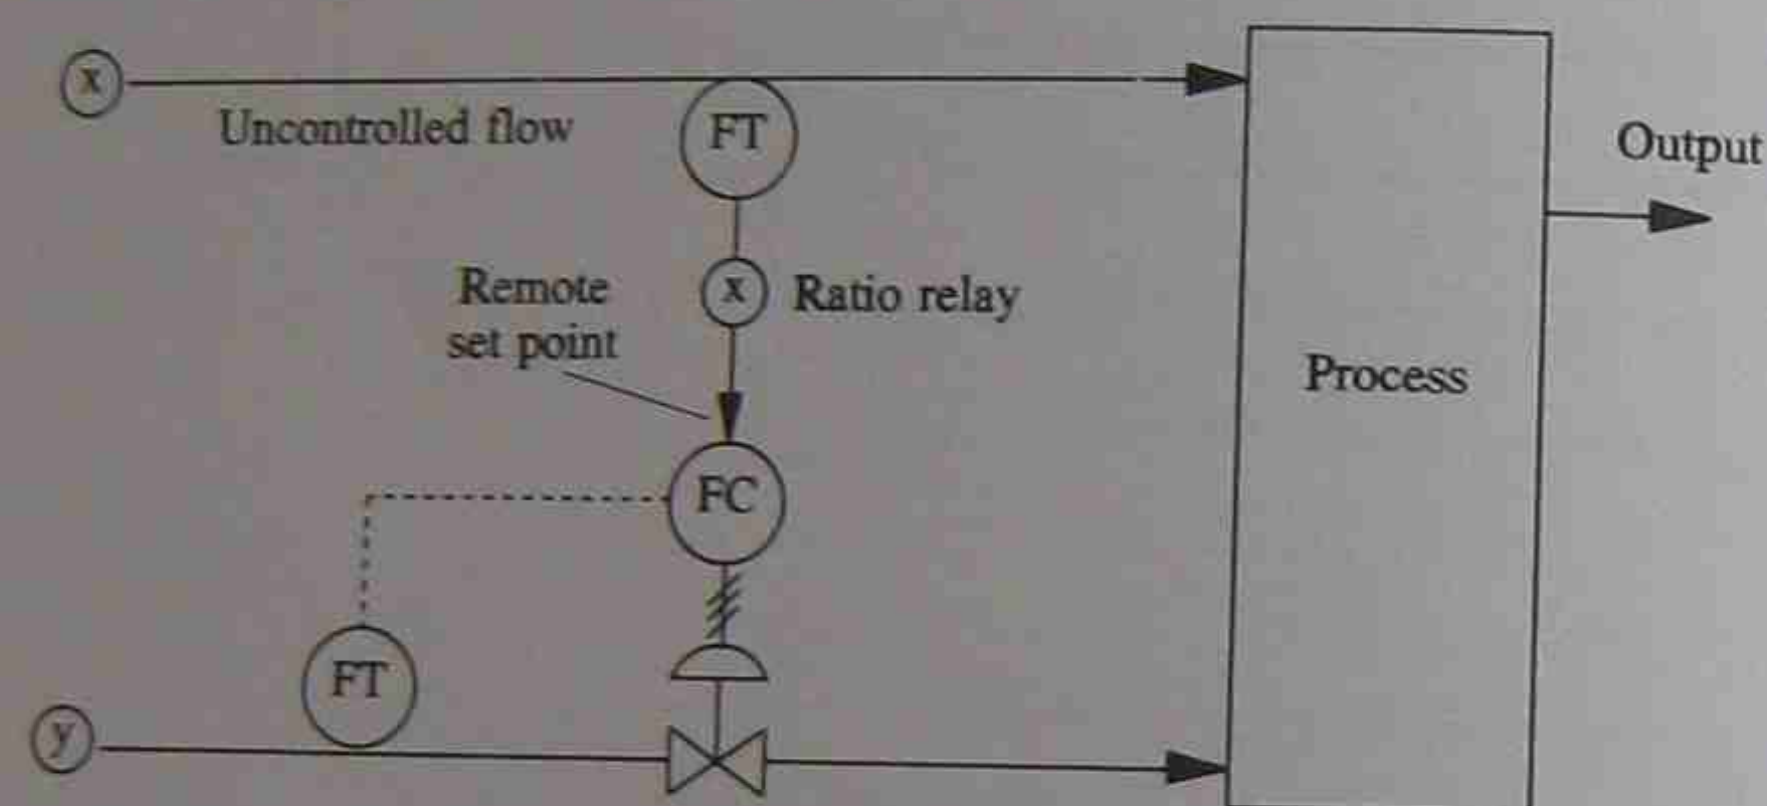 x
Uncontrolled flow
FT
Output
Remote
set point
x
Ratio relay
Process
FC
FT
y